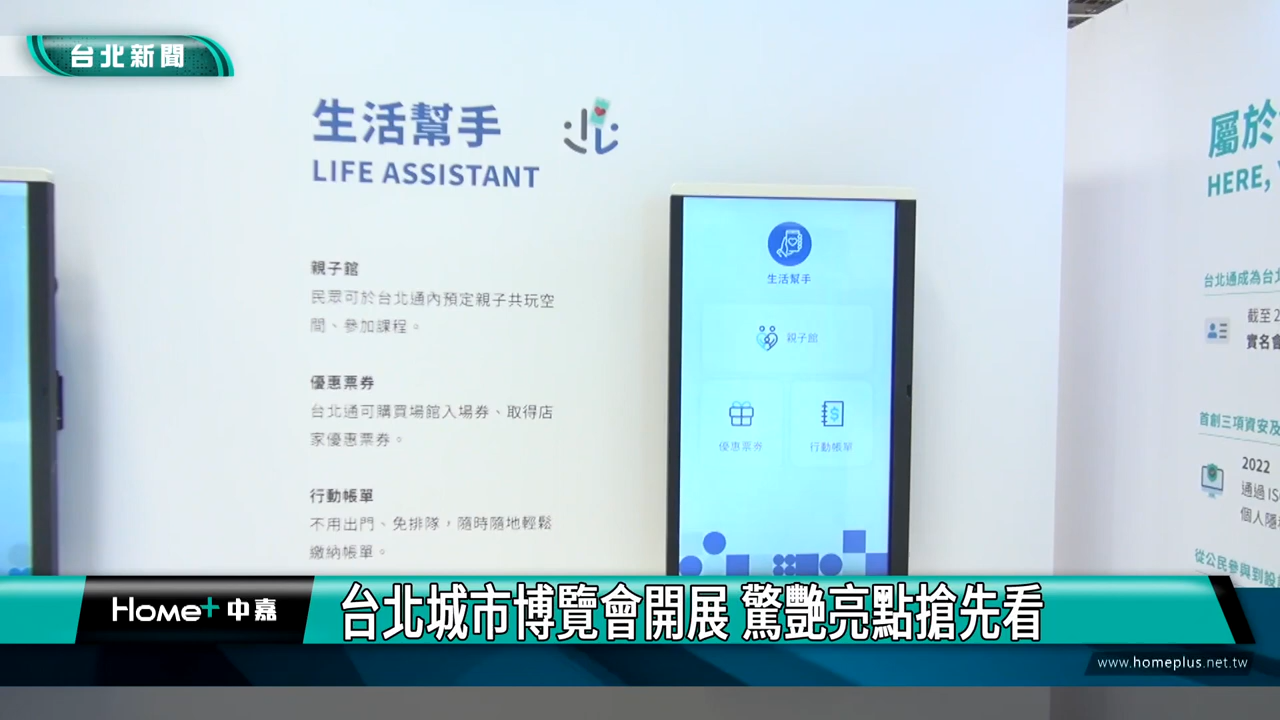 台北新聞
生活幫手
LIFE ASSISTANT
親子館
民眾可於台北通內預定親子共玩空
間、參加課程。
優惠票券
台北通可購買場館入場券、取得店
家優惠票券。
行動帳單
不用出門、免排隊，隨時隨地輕鬆
繳納帳單。
生活幫手
親子館
優惠票券
行動帳單
屬於
HERE,
台北通成為台北
截至 2
實名會
首創三項資安及
2022
通過 IS
個人隱私
從公民參與到設
Home+ 中嘉
台北城市博覽會開展 驚艷亮點搶先看
www.homeplus.net.tw